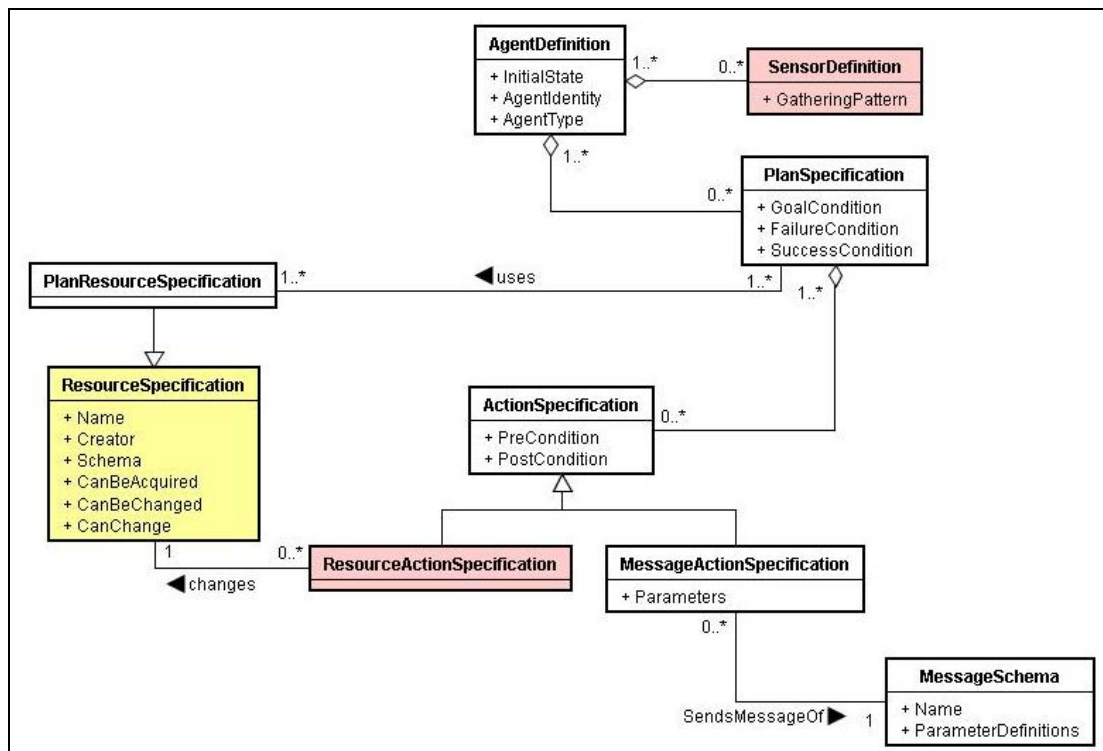 AgentDefinition
+ InitialState
+ AgentIdentity
+ AgentType
1..*
0..*
SensorDefinition
+ GatheringPattern
1..*
0..*
PlanSpecification
+ GoalCondition
+ FailureCondition
+ SuccessCondition
PlanResourceSpecification
1..*
◀uses
1..*
1..*
ResourceSpecification
+ Name
+ Creator
+ Schema
+ CanBeAcquired
+ CanBeChanged
+ CanChange
ActionSpecification
+ PreCondition
+ PostCondition
0..*
1
0..*
◀changes
ResourceActionSpecification
MessageActionSpecification
+ Parameters
0..*
SendsMessageOf▶
1
MessageSchema
+ Name
+ ParameterDefinitions